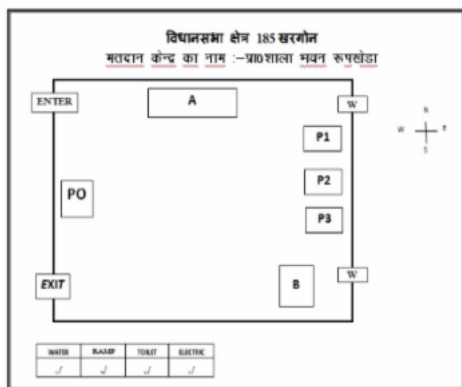 विधानसभा क्षेत्र 185 खरगोन
मतदान केन्द्र का नाम :–प्रा0शाला भवन रूपखेडा
ENTER
A
W
N
W E
S
P1
P2
PO
P3
EXIT
B
W
WATER RAMP TOILET ELECTRIC
√ √ √ √